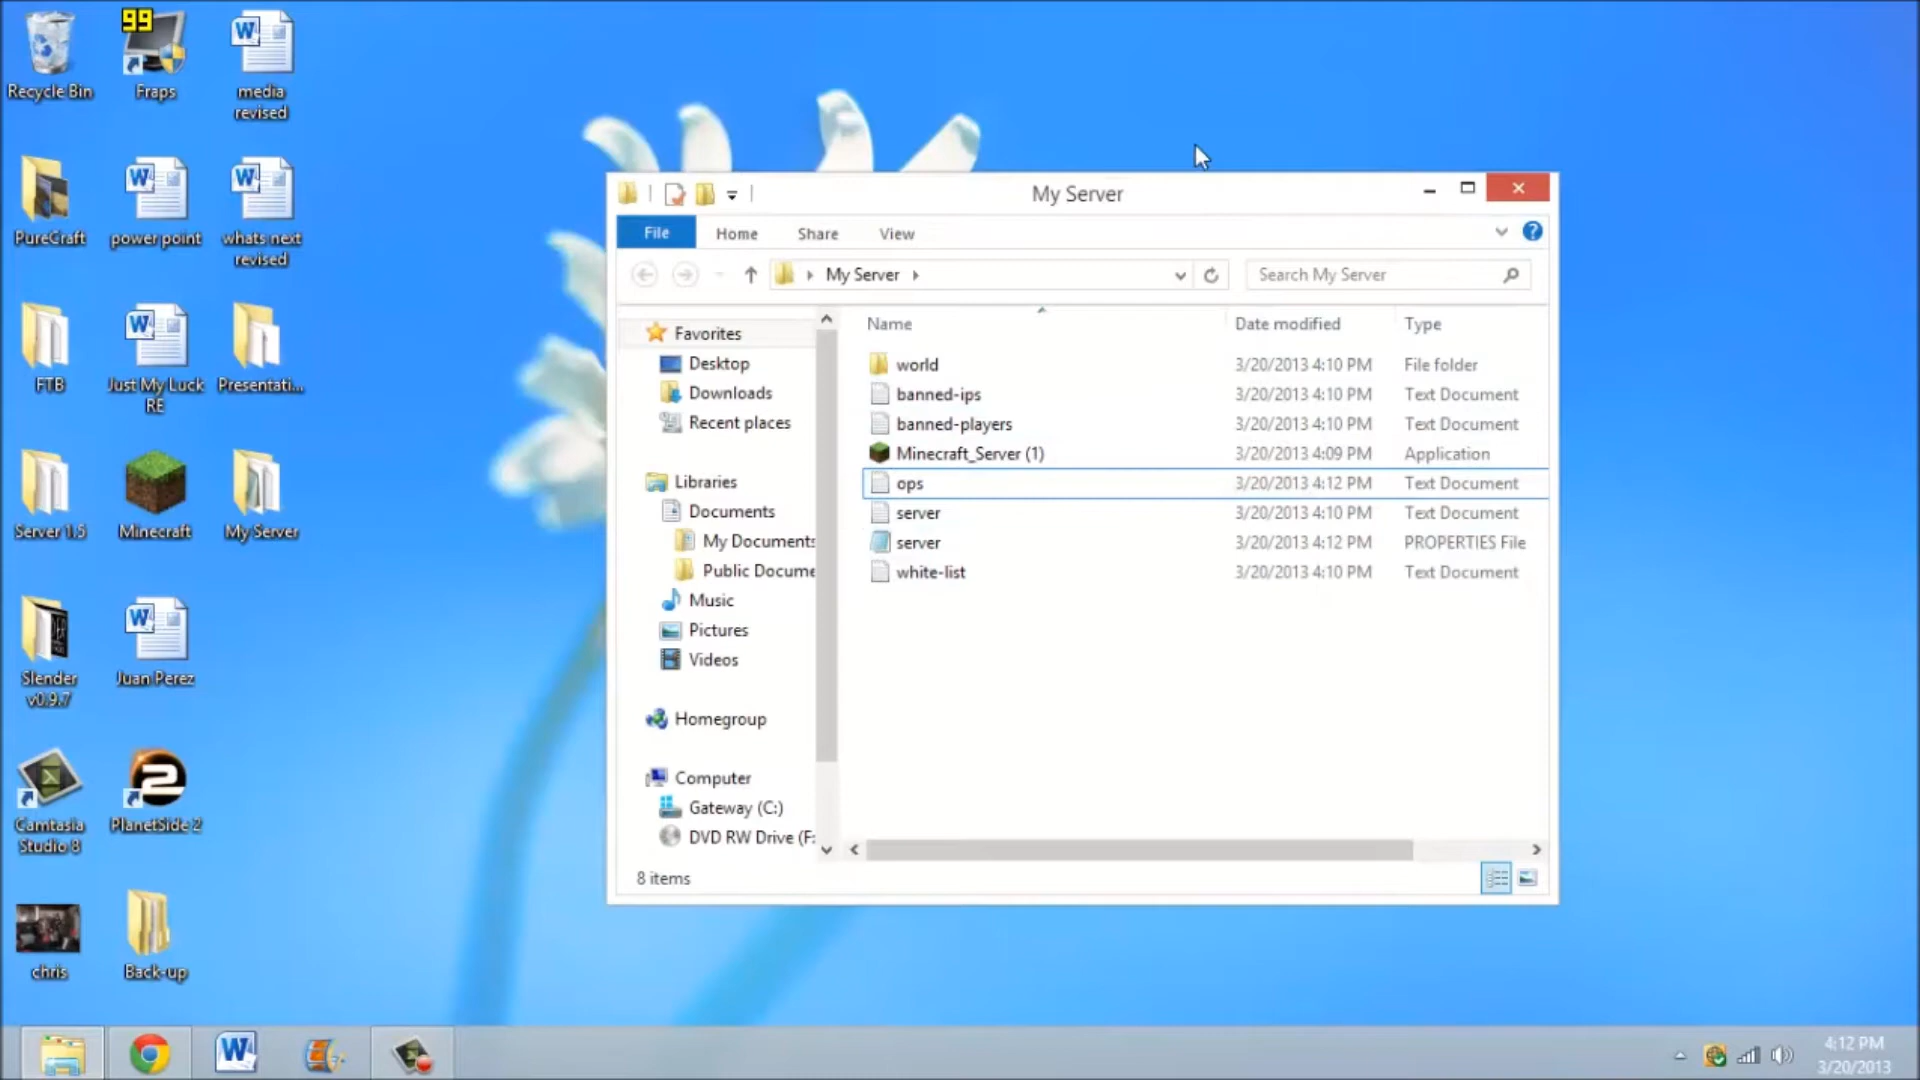 99
Recycle Bin
Fraps
media
revised
PureCraft
power point
whats next
revised
FTB
Just My Luck
RE
Presentati...
Server 1.5
Minecraft
My Server
Slender
v0.9.7
Juan Perez
Camtasia
Studio 8
PlanetSide 2
chris
Back-up
My Server
File
Home
Share
View
My Server
Search My Server
Favorites
Desktop
Downloads
Recent places
Libraries
Documents
My Documents
Public Docume
Music
Pictures
Videos
Homegroup
Computer
Gateway (C:)
DVD RW Drive (F:
Name Date modified Type
world 3/20/2013 4:10 PM File folder
banned-ips 3/20/2013 4:10 PM Text Document
banned-players 3/20/2013 4:10 PM Text Document
Minecraft_Server (1) 3/20/2013 4:09 PM Application
ops 3/20/2013 4:12 PM Text Document
server 3/20/2013 4:10 PM Text Document
server 3/20/2013 4:12 PM PROPERTIES File
white-list 3/20/2013 4:10 PM Text Document
8 items
4:12 PM
3/20/2013